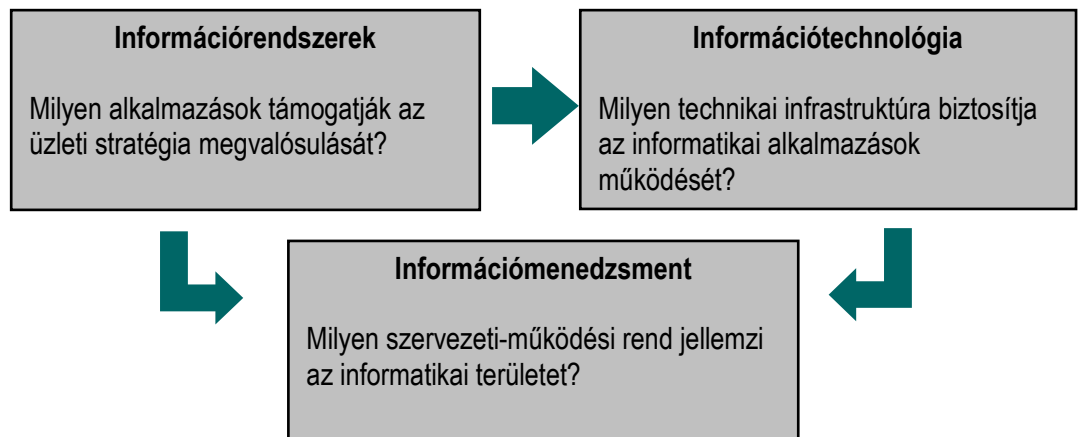 Információrendszerek
Milyen alkalmazások támogatják az
üzleti stratégia megvalósulását?
Információtechnológia
Milyen technikai infrastruktúra biztosítja
az informatikai alkalmazások
működését?
Információmenedzsment
Milyen szervezeti-működési rend jellemzi
az informatikai területet?